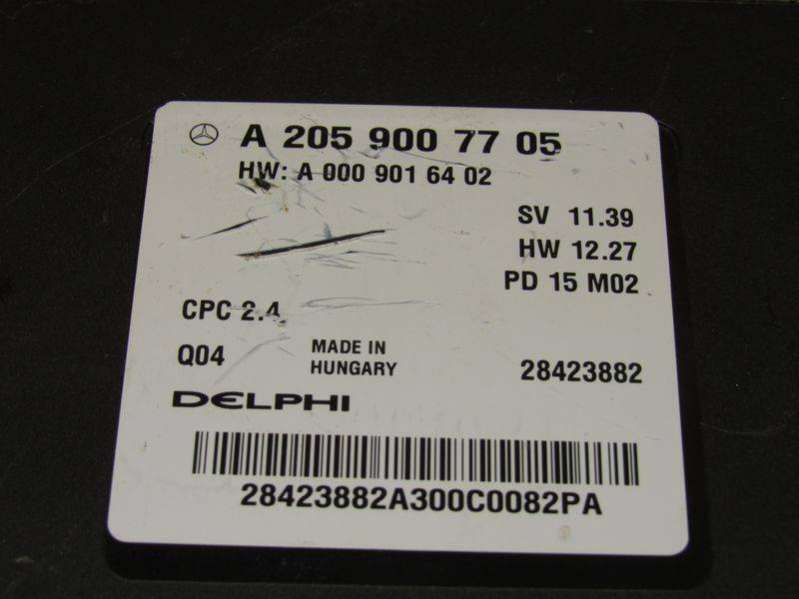 A 205 900 77 05
HW: A 000 901 64 02
SV 11.39
HW 12.27
PD 15 M02
CPC 2.4
Q04
MADE IN
HUNGARY
28423882
DELPHI
28423882A300C0082PA